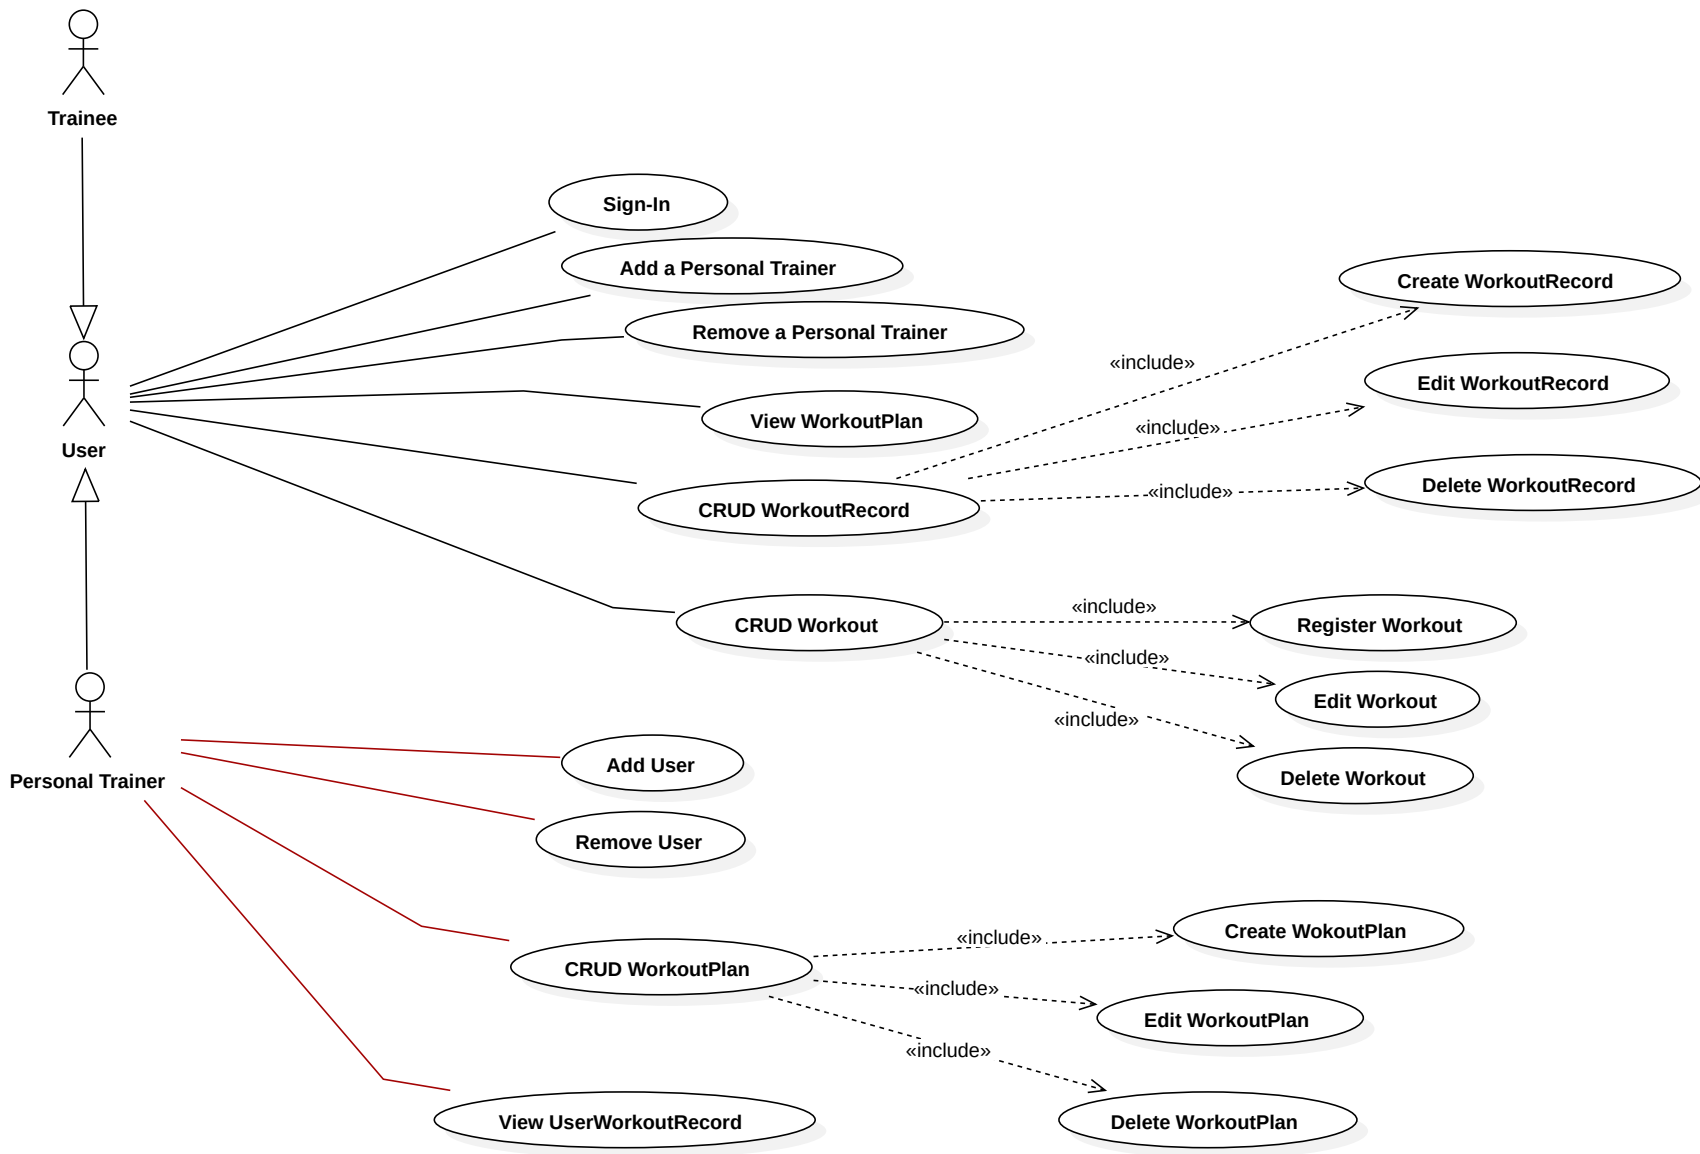 Trainee
Sign-In
Add a Personal Trainer
Remove a Personal Trainer
User
View WorkoutPlan
CRUD WorkoutRecord
«include»
Create WorkoutRecord
«include»
Edit WorkoutRecord
«include»
Delete WorkoutRecord
CRUD Workout
«include»
Register Workout
«include»
Edit Workout
«include»
Delete Workout
Personal Trainer
Add User
Remove User
CRUD WorkoutPlan
«include»
Create WokoutPlan
«include»
Edit WorkoutPlan
«include»
Delete WorkoutPlan
View UserWorkoutRecord